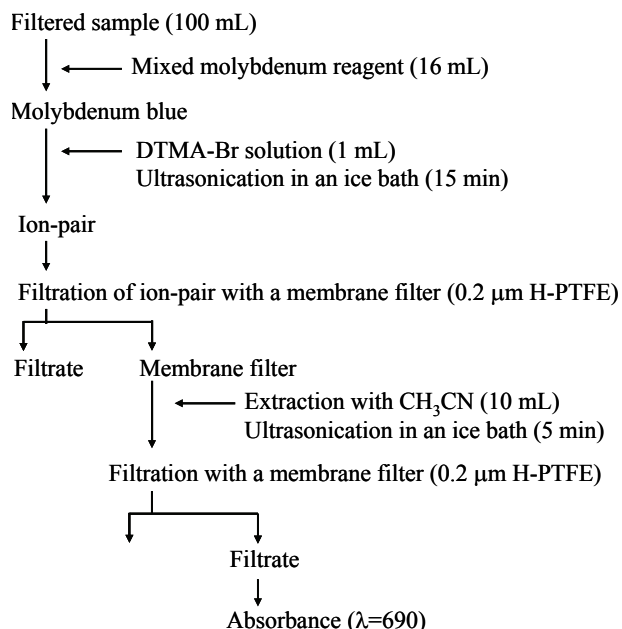 Filtered sample (100 mL)
Mixed molybdenum reagent (16 mL)
Molybdenum blue
DTMA-Br solution (1 mL)
Ultrasonication in an ice bath (15 min)
Ion-pair
Filtration of ion-pair with a membrane filter (0.2 μm H-PTFE)
Filtrate Membrane filter
Extraction with CH₃CN (10 mL)
Ultrasonication in an ice bath (5 min)
Filtration with a membrane filter (0.2 μm H-PTFE)
Filtrate
Absorbance (λ=690)